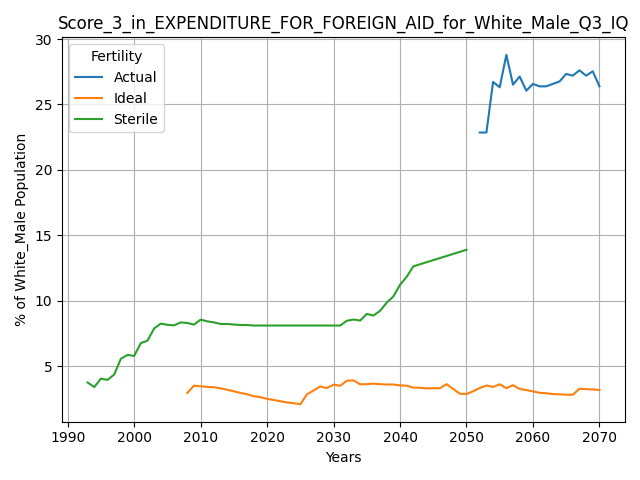 Score_3_in_EXPENDITURE_FOR_FOREIGN_AID_for_White_Male_Q3_IQ
Fertility
Actual
Ideal
Sterile
% of White_Male Population
30
25
20
15
10
5
1990 2000 2010 2020 2030 2040 2050 2060 2070
Years